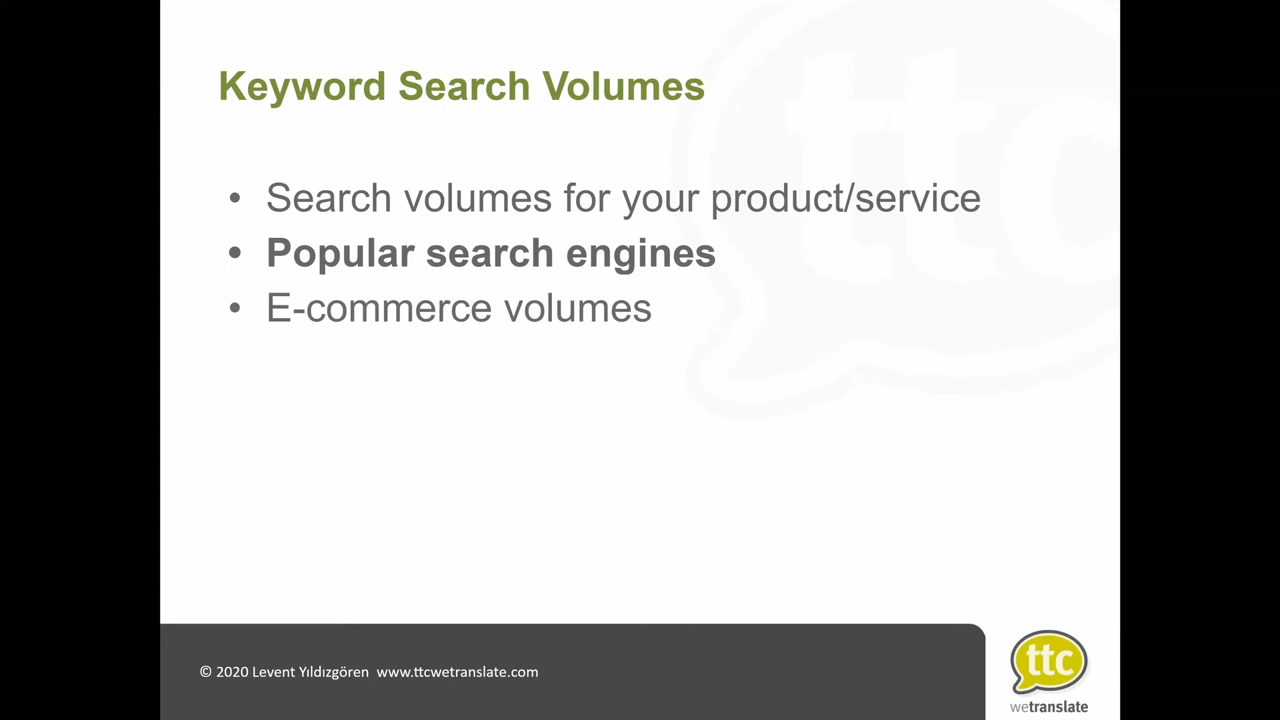 Keyword Search Volumes
• Search volumes for your product/service
• Popular search engines
• E-commerce volumes
© 2020 Levent Yıldızgören www.ttcwetranslate.com
ttc
wetranslate
ttc